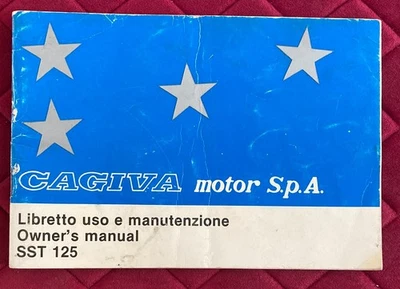 CAGIVA motor S.p.A.
Libretto uso e manutenzione
Owner's manual
SST 125